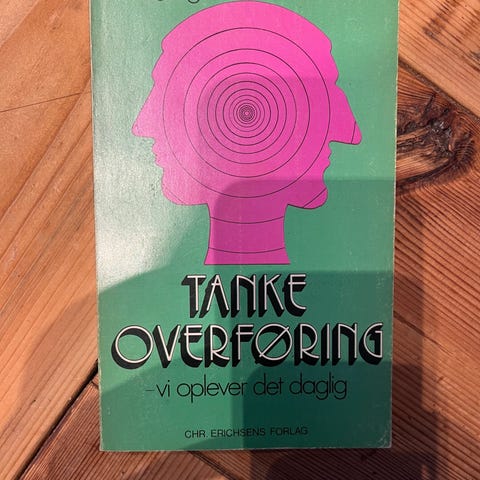 TANKE
OVERFØRING
–vi oplever det daglig
CHR. ERICHSENS FORLAG